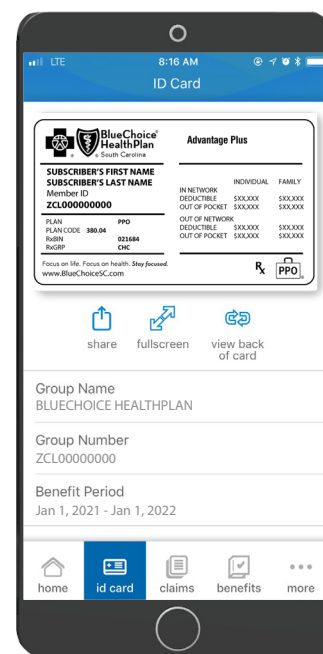 LTE 8:16 AM
ID Card
BlueChoice®
HealthPlan
South Carolina
Advantage Plus
SUBSCRIBER'S FIRST NAME
SUBSCRIBER'S LAST NAME
Member ID
ZCL000000000
INDIVIDUAL FAMILY
IN NETWORK
DEDUCTIBLE $XX,XXX $XX,XXX
OUT OF POCKET $XX,XXX $XX,XXX
PLAN PPO
PLAN CODE 380.04
RxBIN 021684
RxGRP CHC
OUT OF NETWORK
DEDUCTIBLE $XX,XXX $XX,XXX
OUT OF POCKET $XX,XXX $XX,XXX
Focus on life. Focus on health. Stay focused.
www.BlueChoiceSC.com
Rx PPO
share fullscreen view back
of card
Group Name
BLUECHOICE HEALTHPLAN
Group Number
ZCL00000000
Benefit Period
Jan 1, 2021 - Jan 1, 2022
home id card claims benefits more